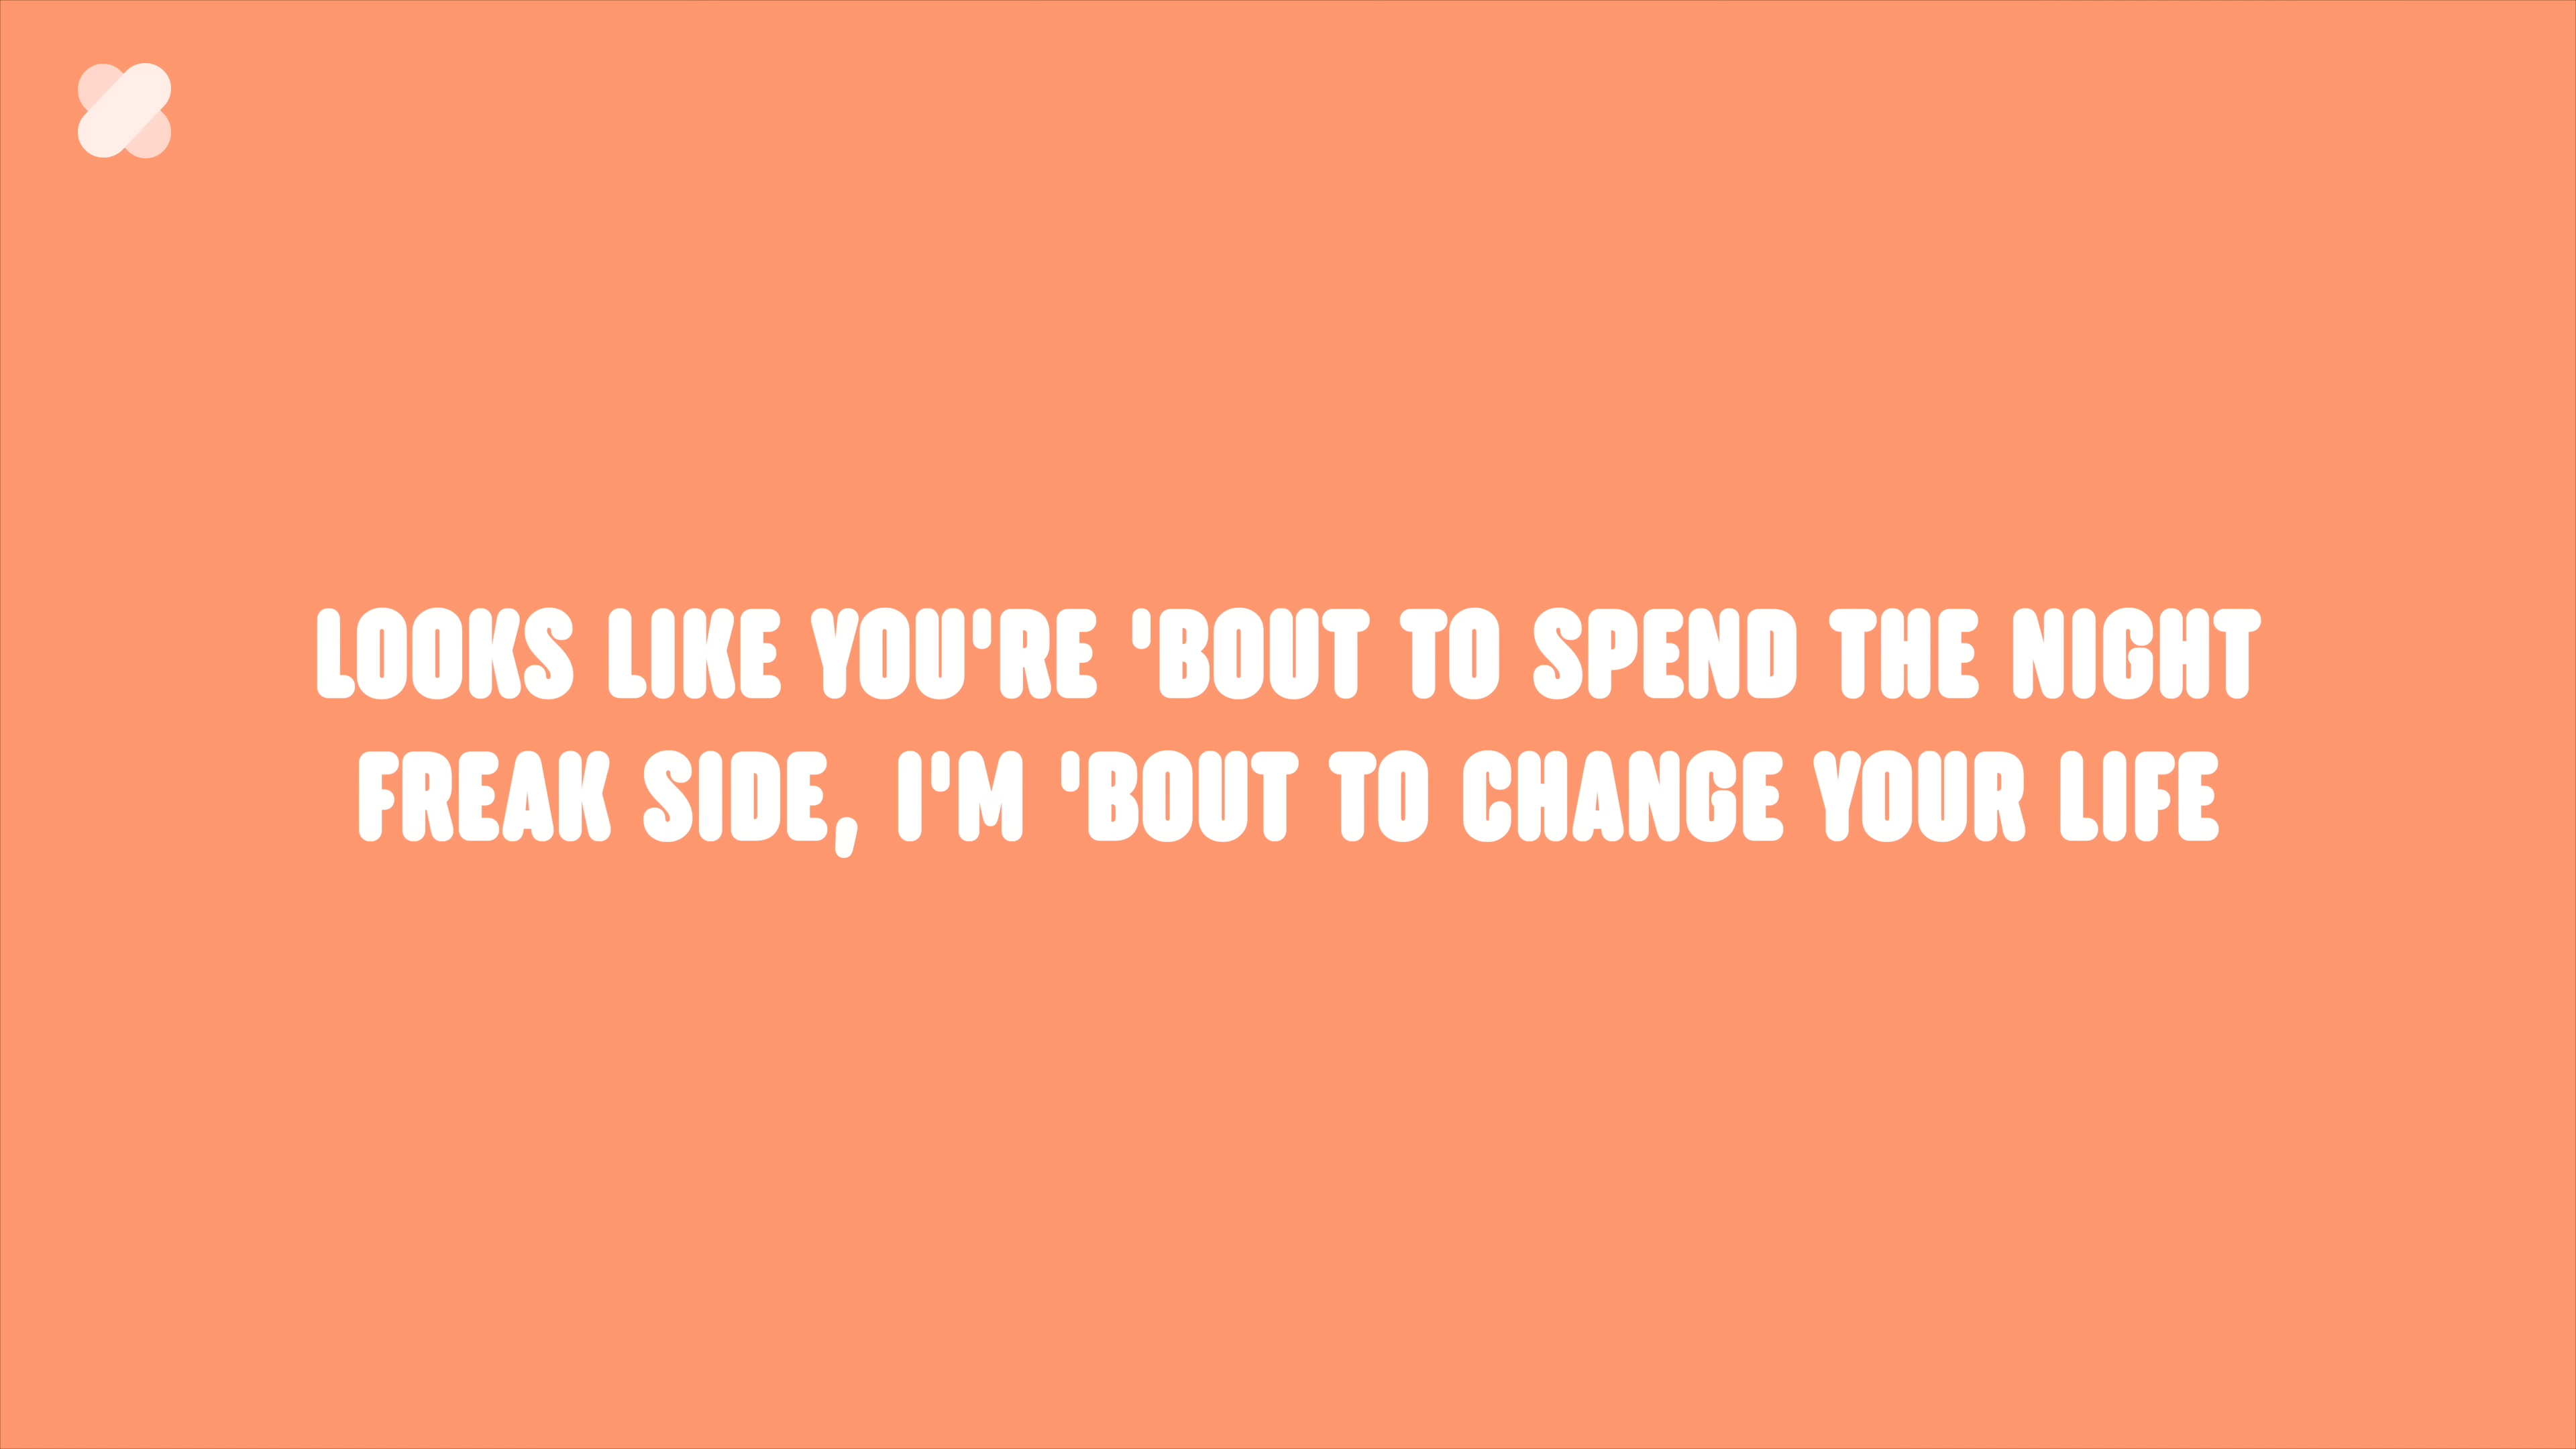 LOOKS LIKE YOU'RE 'BOUT TO SPEND THE NIGHT
FREAK SIDE, I'M 'BOUT TO CHANGE YOUR LIFE